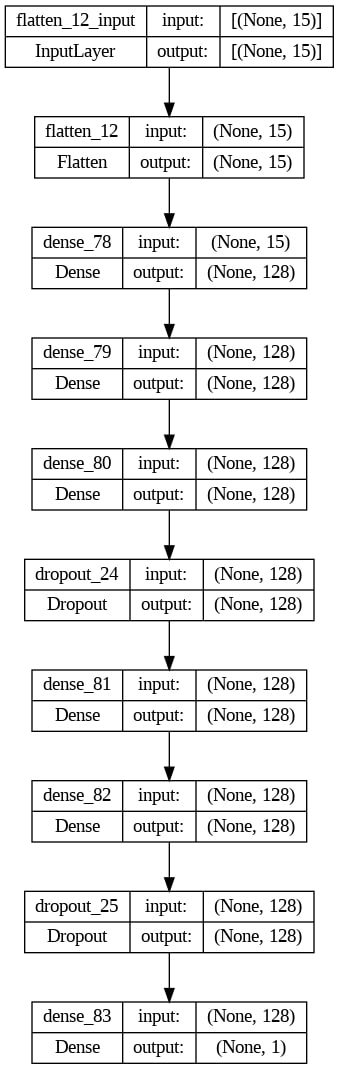 flatten_12_input input: [(None, 15)]
InputLayer output: [(None, 15)]
flatten_12 input: (None, 15)
Flatten output: (None, 15)
dense_78 input: (None, 15)
Dense output: (None, 128)
dense_79 input: (None, 128)
Dense output: (None, 128)
dense_80 input: (None, 128)
Dense output: (None, 128)
dropout_24 input: (None, 128)
Dropout output: (None, 128)
dense_81 input: (None, 128)
Dense output: (None, 128)
dense_82 input: (None, 128)
Dense output: (None, 128)
dropout_25 input: (None, 128)
Dropout output: (None, 128)
dense_83 input: (None, 128)
Dense output: (None, 1)